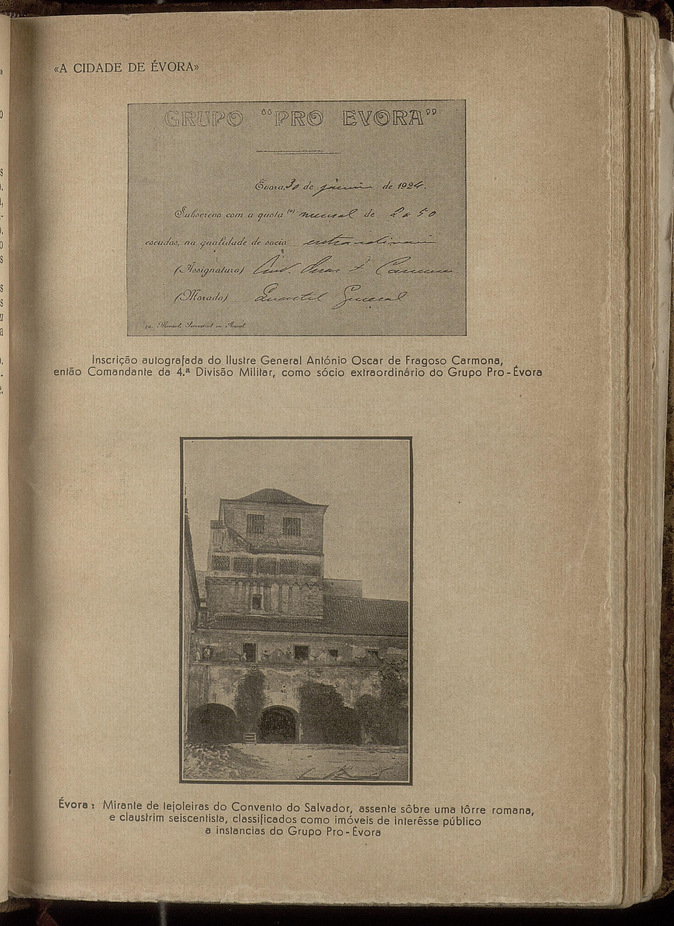 «A CIDADE DE ÉVORA»
GRUPO "PRO EVORA"
Évora, 30 de janeiro de 1924.
Subscrevo com a quota (a) mensal de 2$50
escudos, na qualidade de socio extraordinario
(Assignatura) Ant. Oscar F. Carmona
(Morada) Quartel General
Inscrição autografada do Ilustre General António Oscar de Fragoso Carmona,
então Comandante da 4.ª Divisão Militar, como sócio extraordinário do Grupo Pro-Évora
Évora: Mirante de tejoleiras do Convento do Salvador, assente sôbre uma tôrre romana,
e claustrim seiscentista, classificados como imóveis de interêsse público
a instancias do Grupo Pro-Évora